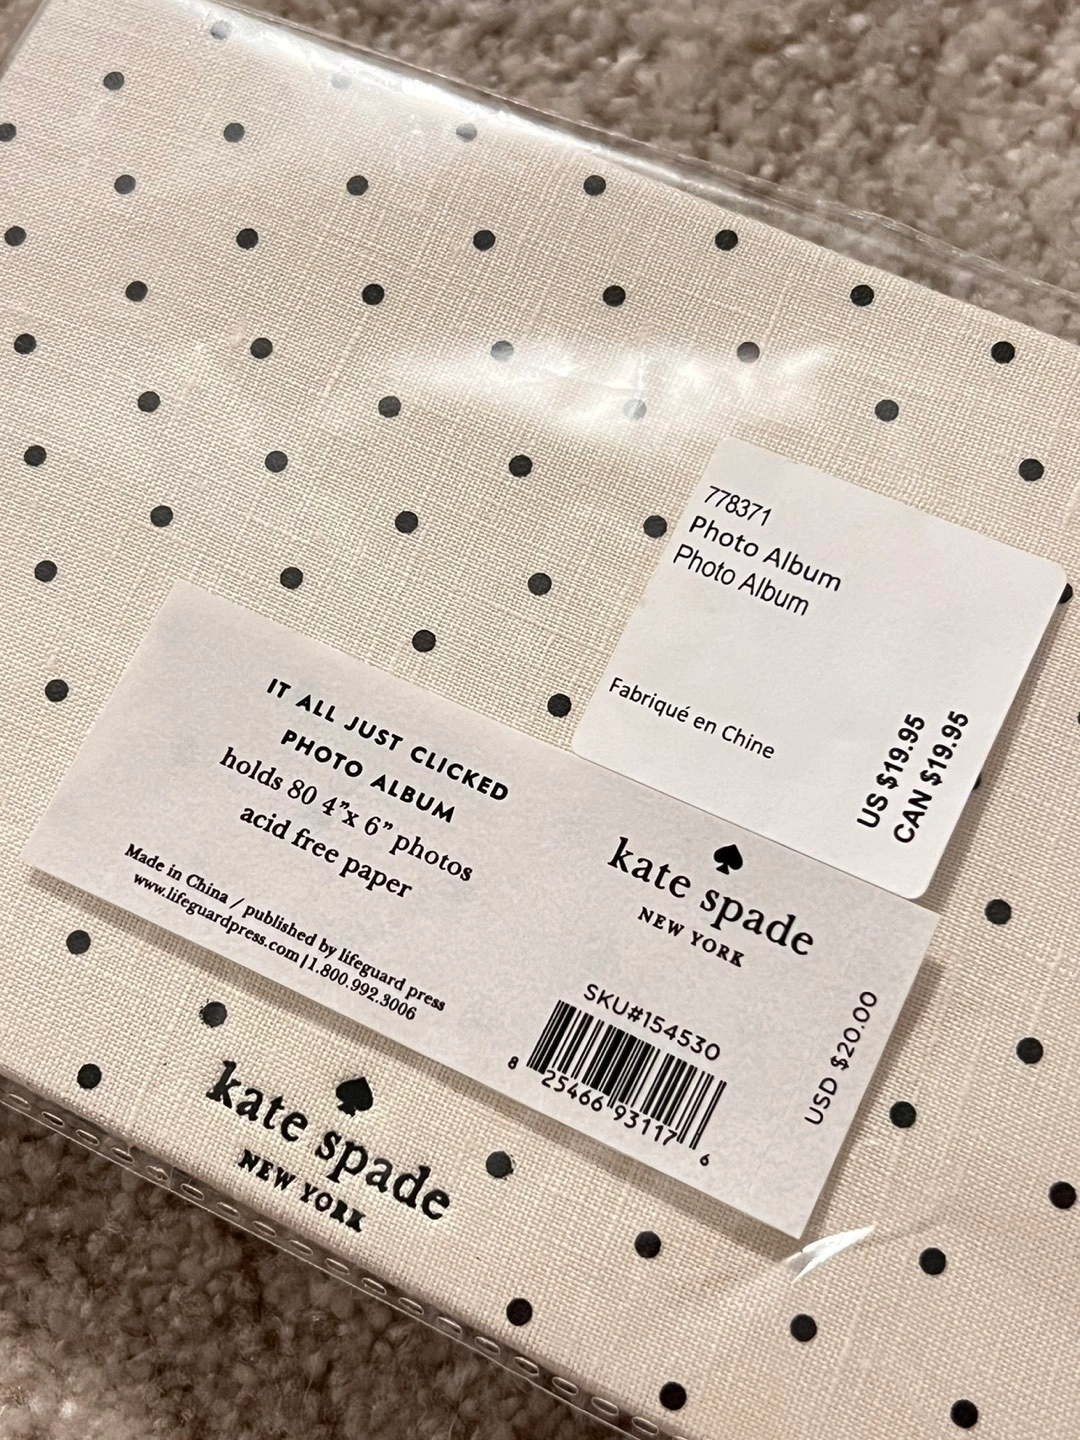 778371
Photo Album
Photo Album
Fabriqué en Chine
US $19.95
CAN $19.95
IT ALL JUST CLICKED
PHOTO ALBUM
holds 80 4”x 6” photos
acid free paper
Made in China / published by lifeguard press
www.lifeguardpress.com | 1.800.992.3006
kate spade
NEW YORK
SKU#154530
8 25466 93117 6
USD $20.00
kate spade
NEW YORK